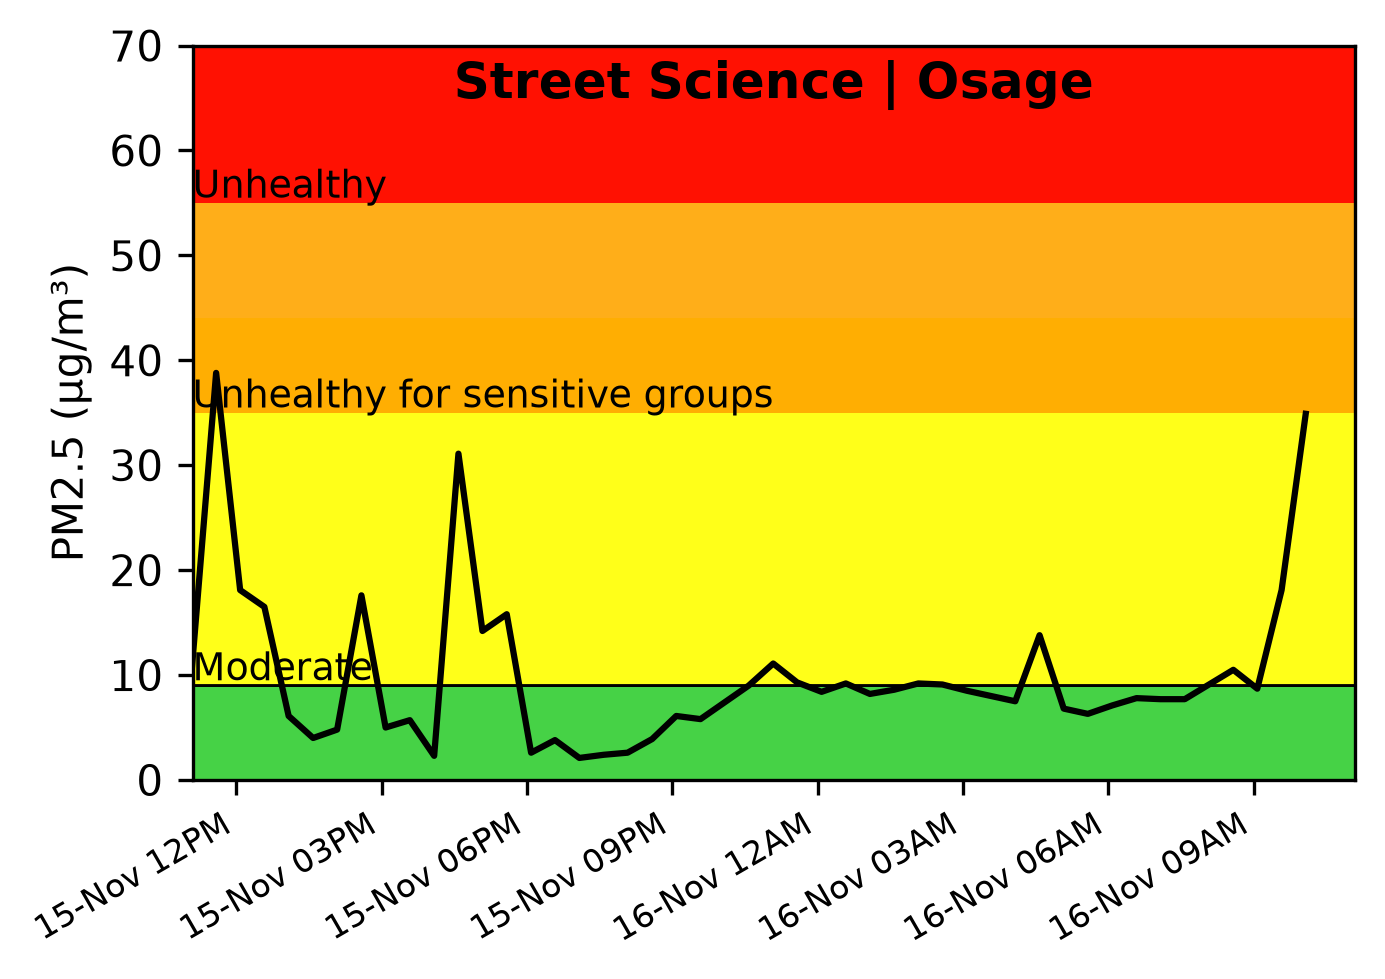 Street Science | Osage
70
60
50
40
30
20
10
0
PM2.5 (µg/m³)
Unhealthy
Unhealthy for sensitive groups
Moderate
15-Nov 12PM
15-Nov 03PM
15-Nov 06PM
15-Nov 09PM
16-Nov 12AM
16-Nov 03AM
16-Nov 06AM
16-Nov 09AM